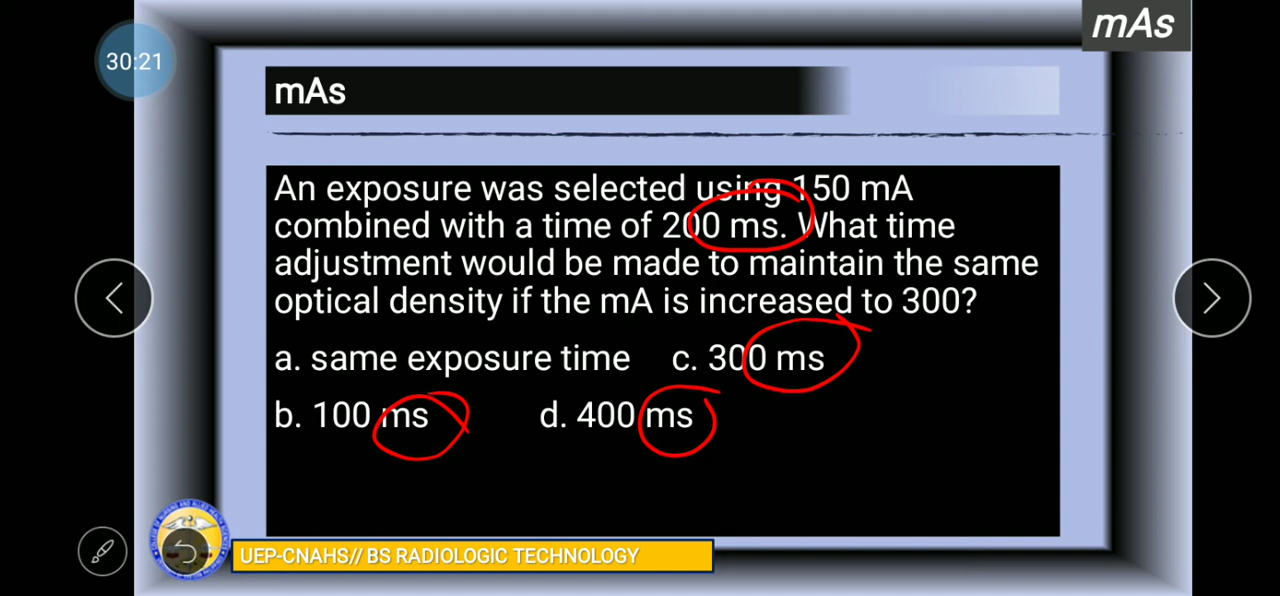 mAs
30:21
mAs
An exposure was selected using 150 mA
combined with a time of 200 ms. What time
adjustment would be made to maintain the same
optical density if the mA is increased to 300?
a. same exposure time c. 300 ms
b. 100 ms d. 400 ms
UEP-CNAHS// BS RADIOLOGIC TECHNOLOGY